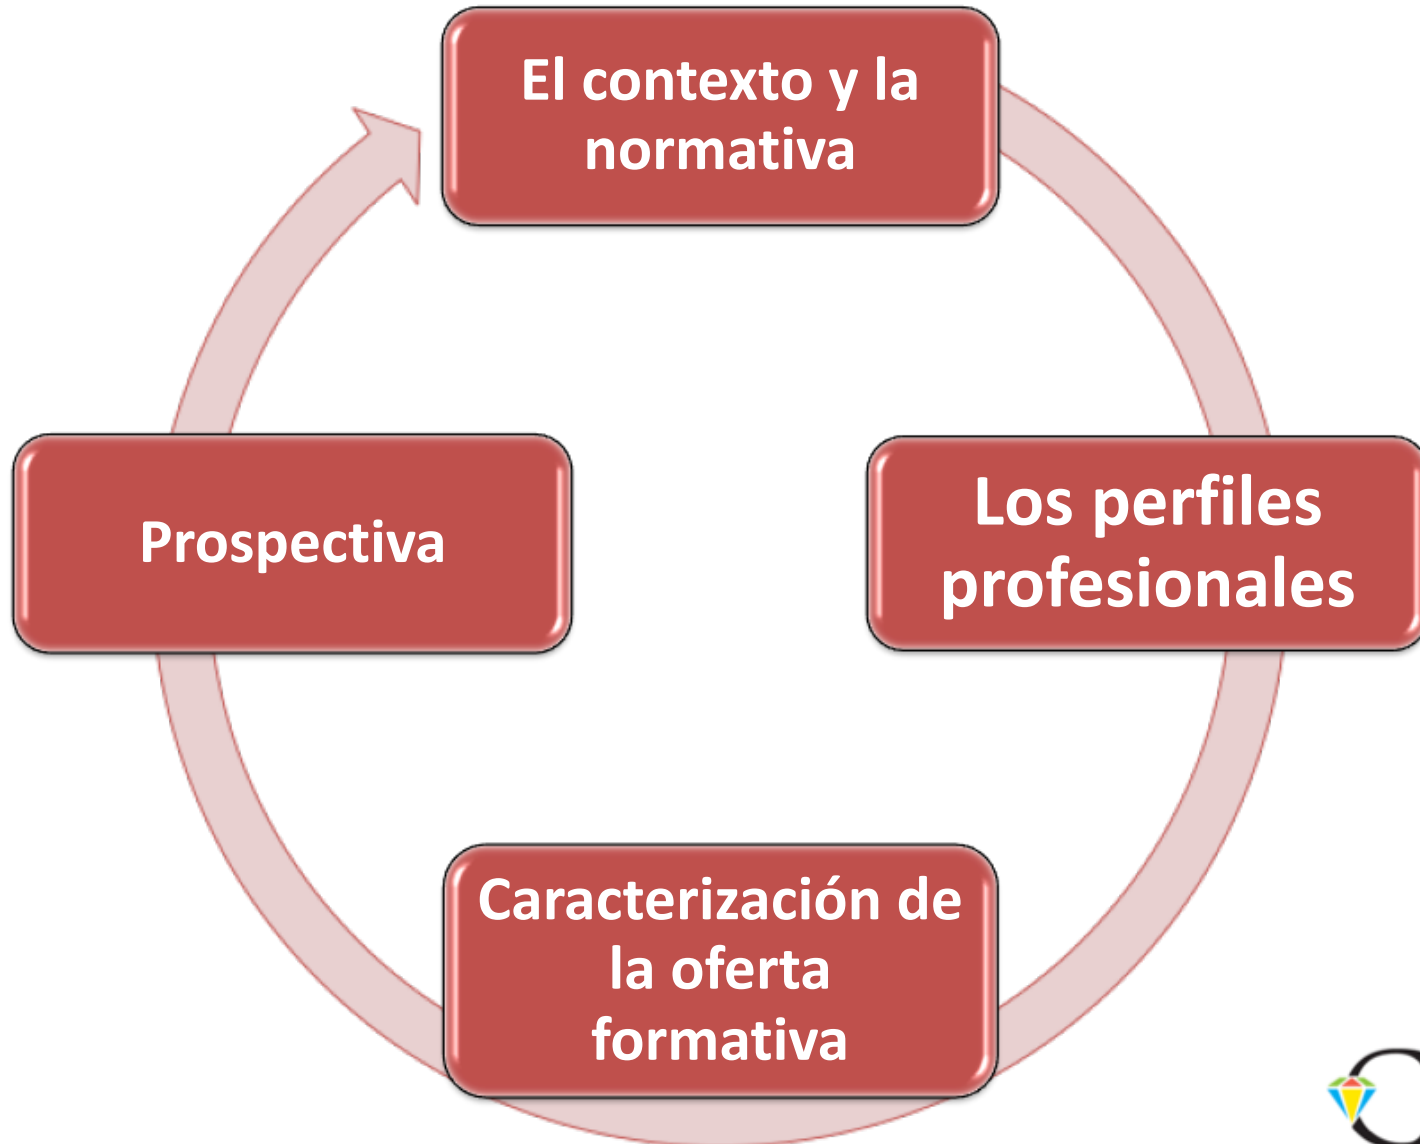 El contexto y la
normativa
Los perfiles
profesionales
Prospectiva
Caracterización de
la oferta
formativa